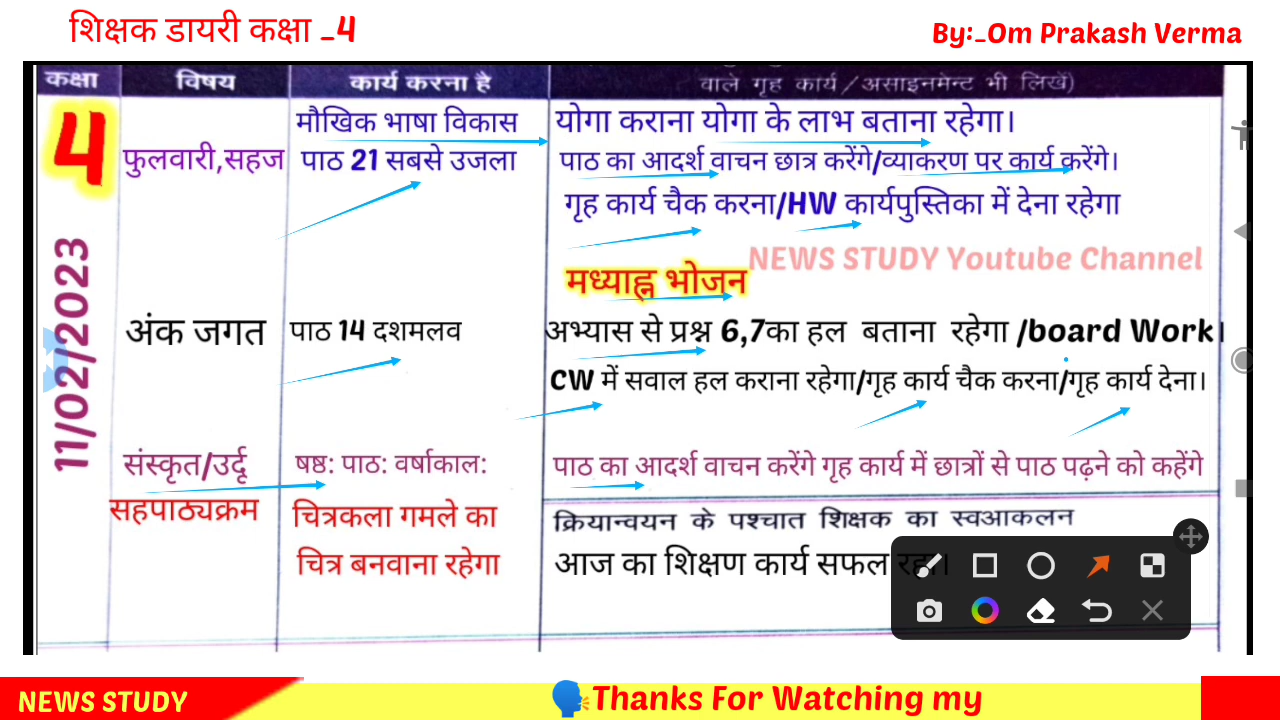 शिक्षक डायरी कक्षा -4
By:-Om Prakash Verma
कक्षा विषय कार्य करना है वाले गृह कार्य/असाइनमेन्ट भी लिखें)
4
11/02/2023
मौखिक भाषा विकास योगा कराना योगा के लाभ बताना रहेगा।
फुलवारी,सहज पाठ 21 सबसे उजला पाठ का आदर्श वाचन छात्र करेंगे/व्याकरण पर कार्य करेंगे।
गृह कार्य चैक करना/HW कार्यपुस्तिका में देना रहेगा
NEWS STUDY Youtube Channel
मध्याह्न भोजन
अंक जगत पाठ 14 दशमलव अभ्यास से प्रश्न 6,7का हल बताना रहेगा /board Work।
CW में सवाल हल कराना रहेगा/गृह कार्य चैक करना/गृह कार्य देना।
संस्कृत/उर्दू षष्ठ: पाठ: वर्षाकाल: पाठ का आदर्श वाचन करेंगे गृह कार्य में छात्रों से पाठ पढ़ने को कहेंगे
सहपाठ्यक्रम चित्रकला गमले का
चित्र बनवाना रहेगा
क्रियान्वयन के पश्चात शिक्षक का स्वआकलन
आज का शिक्षण कार्य सफल रहा।
NEWS STUDY
Thanks For Watching my